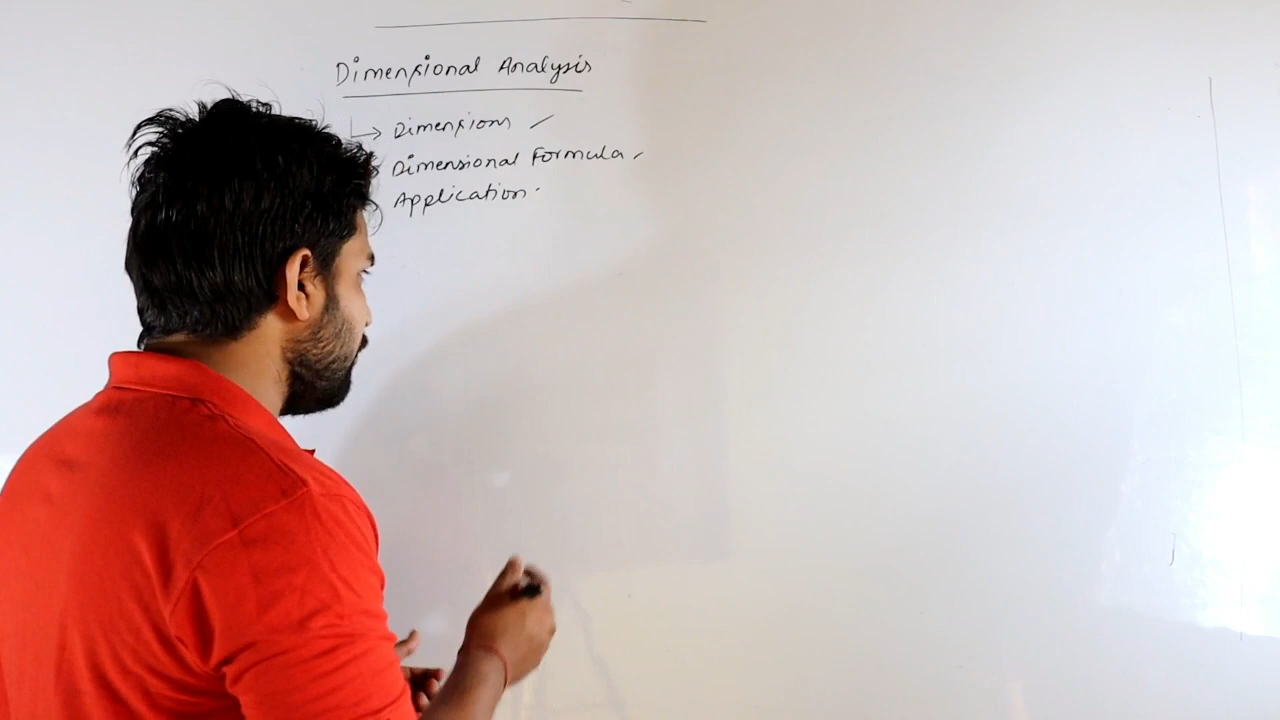 Dimensional Analysis
Dimensions
Dimensional Formula
Application